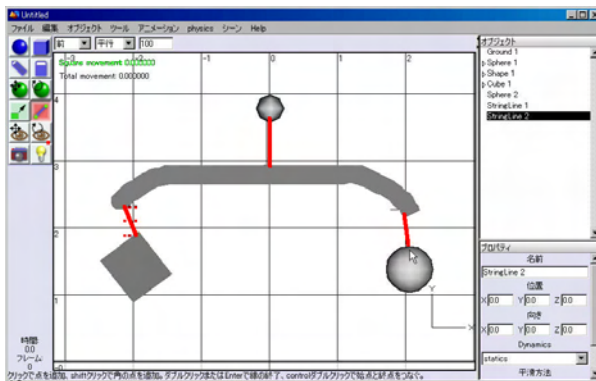 Untitled
ファイル 編集 オブジェクト ツール アニメーション physics シーン Help
前 平行 100
Square movement 0.000000
Total movement 0.000000
-3 -2 -1 0 1 2
4
3
2
1
0
Y
X
時間:
0.0
フレーム:
0
クリックで点を追加、shiftクリックで角の点を追加。ダブルクリックまたはEnterで線の終了、controlダブルクリックで始点と終点をつなぐ。
オブジェクト
Ground 1
Sphere 1
Shape 1
Cube 1
Sphere 2
StringLine 1
StringLine 2
プロパティ
名前
StringLine 2
位置
X 0.0 Y 0.0 Z 0.0
向き
X 0.0 Y 0.0 Z 0.0
Dynamics
statics
平滑方法